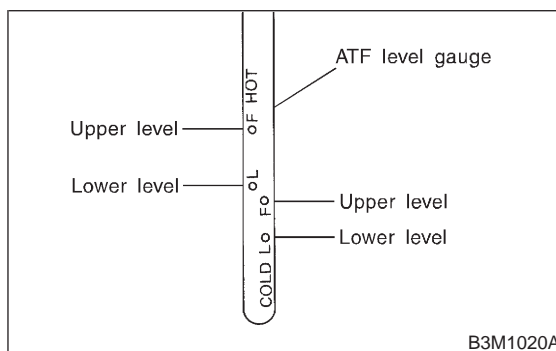 ATF level gauge
F HOT
Upper level
L
Lower level
F
Upper level
COLD L
Lower level
B3M1020A